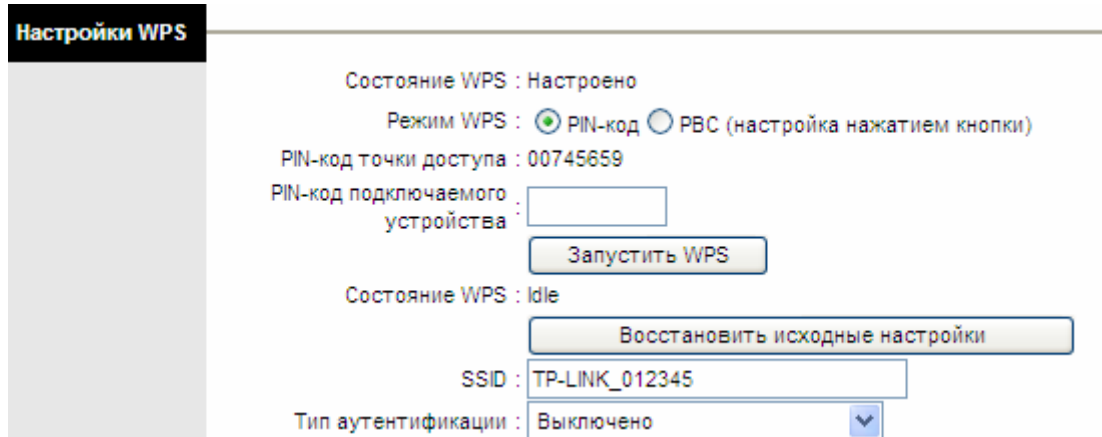 Настройки WPS
Состояние WPS : Настроено
Режим WPS : PIN-код PBC (настройка нажатием кнопки)
PIN-код точки доступа : 00745659
PIN-код подключаемого
устройства :
Запустить WPS
Состояние WPS : Idle
Восстановить исходные настройки
SSID : TP-LINK_012345
Тип аутентификации : Выключено